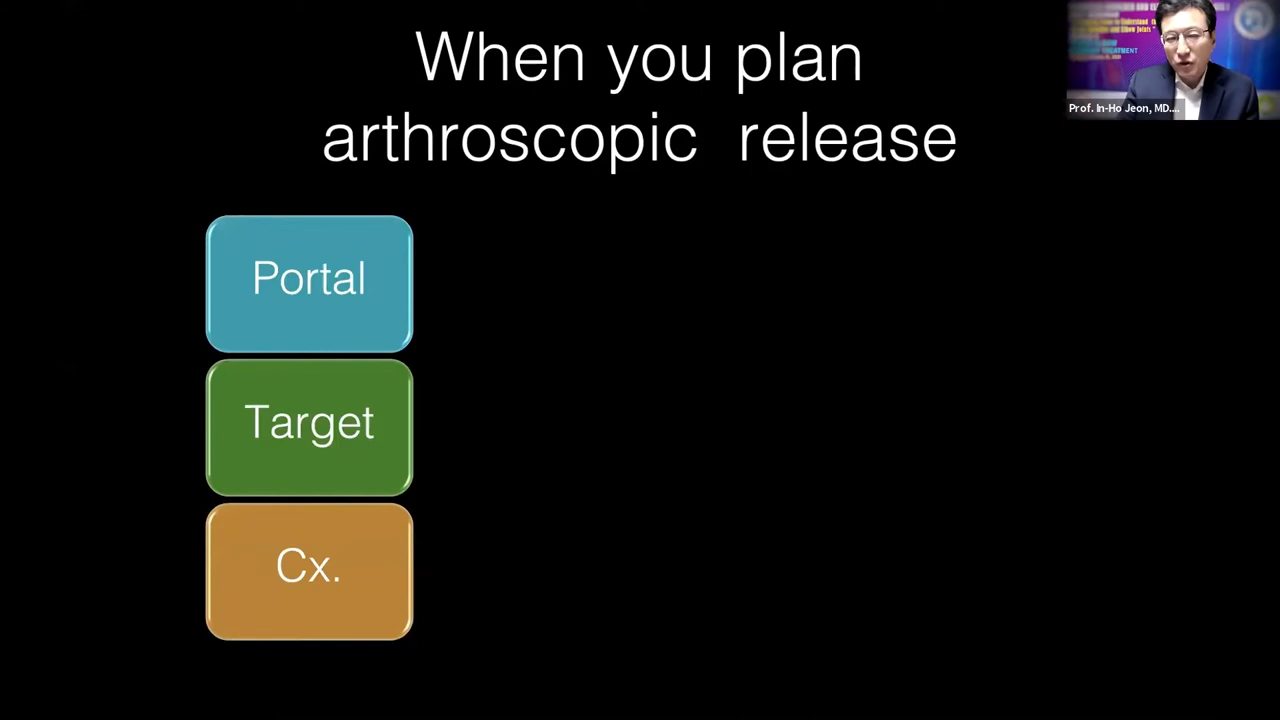 When you plan
arthroscopic release
Portal
Target
Cx.
Prof. In-Ho Jeon, MD....